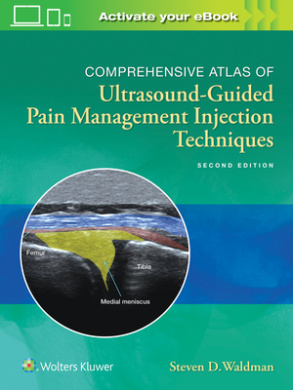 Activate your eBook
COMPREHENSIVE ATLAS OF
Ultrasound-Guided
Pain Management Injection
Techniques
SECOND EDITION
Femur
Tibia
Medial meniscus
Wolters Kluwer
Steven D. Waldman